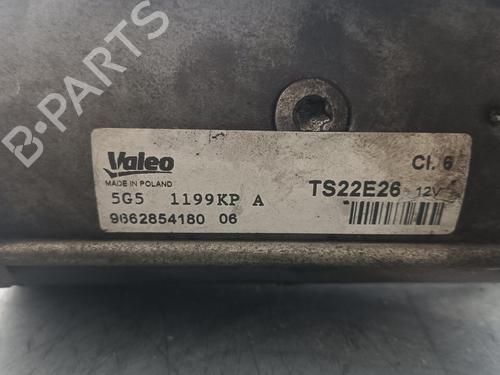 B-PARTS
Valeo
MADE IN POLAND
Cl. 6
5G5 1199KP A
TS22E26 12V
9662854180 06